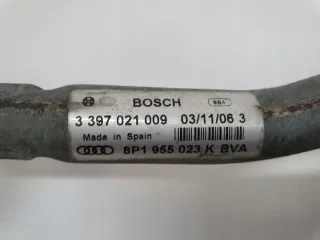 BOSCH
3 397 021 009 03/11/06 3
Made in Spain
8P1 955 023 K BVA